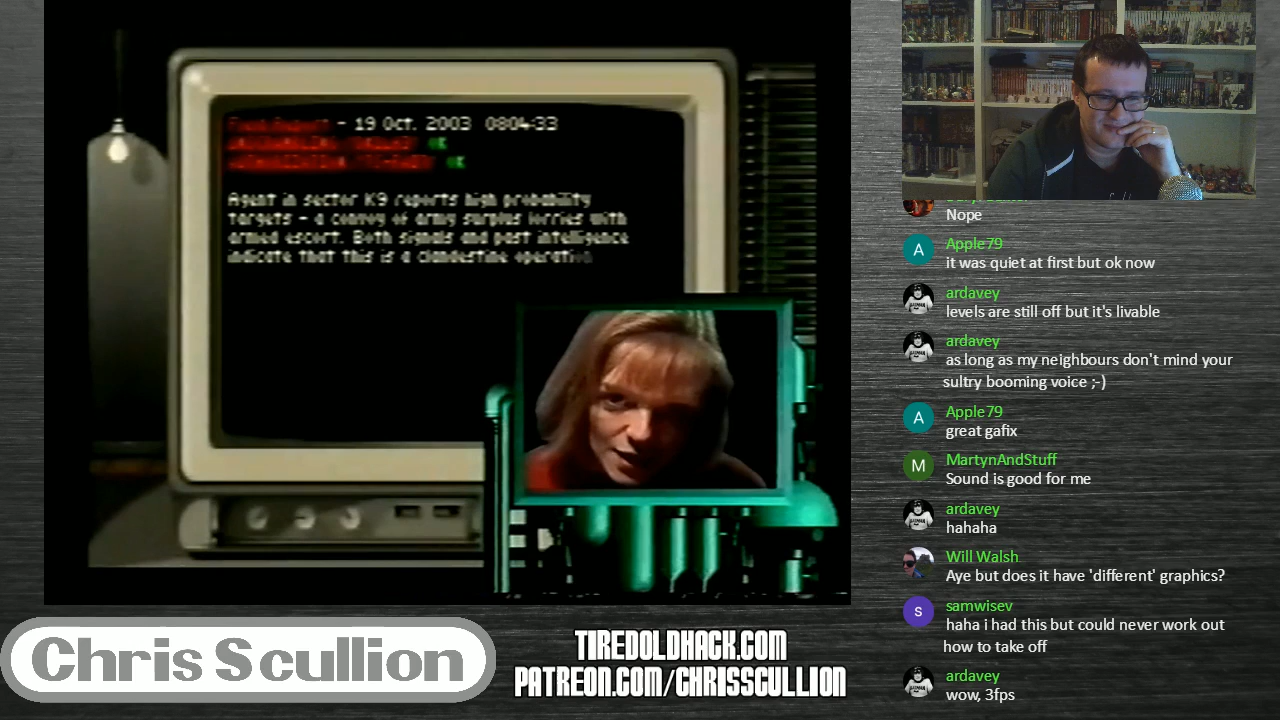 - 19 Oct. 2003 0804:33
OK
OK
Agent in sector K9 reports high probability
targets - a convoy of army surplus lorries with
armed escort. Both signals and past intelligence
indicate that this is a clandestine operation
Nope
A
Apple79
it was quiet at first but ok now
ardavey
levels are still off but it's livable
ardavey
as long as my neighbours don't mind your
sultry booming voice ;-)
A
Apple79
great gafix
M
MartynAndStuff
Sound is good for me
ardavey
hahaha
Will Walsh
Aye but does it have 'different' graphics?
S
samwisev
haha i had this but could never work out
how to take off
ardavey
wow, 3fps
Chris Scullion
TIREDOLDHACK.COM
PATREON.COM/CHRISSCULLION